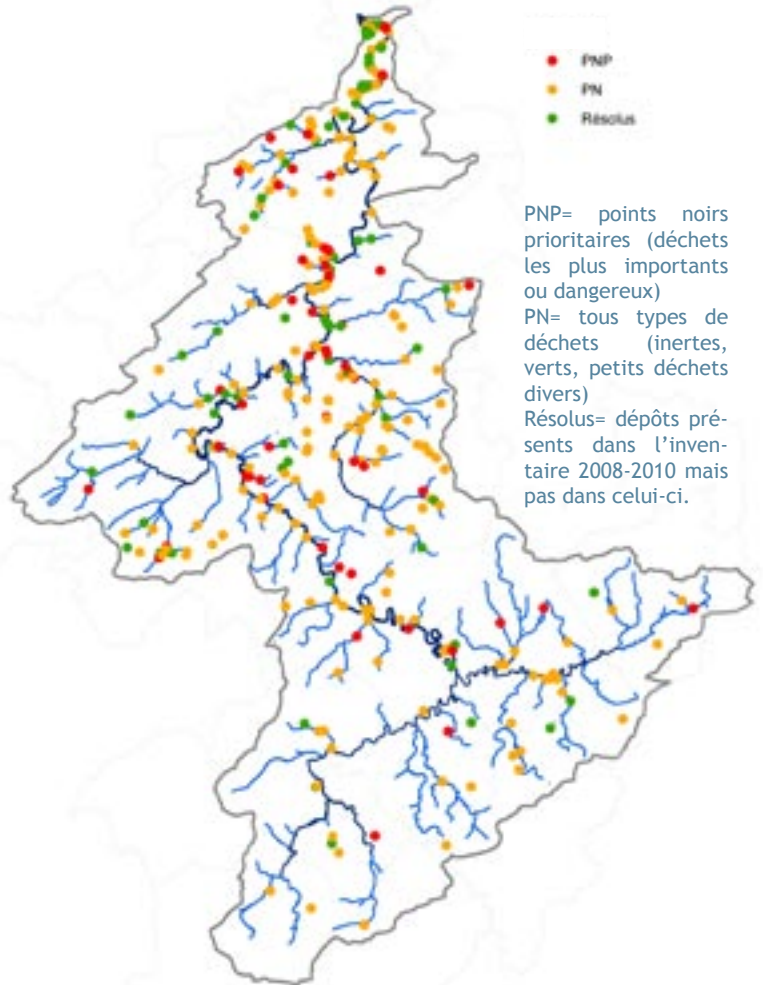 PNP
PN
Résolus
PNP= points noirs
prioritaires (déchets
les plus importants
ou dangereux)
PN= tous types de
déchets (inertes,
verts, petits déchets
divers)
Résolus= dépôts pré-
sents dans l’inven-
taire 2008-2010 mais
pas dans celui-ci.